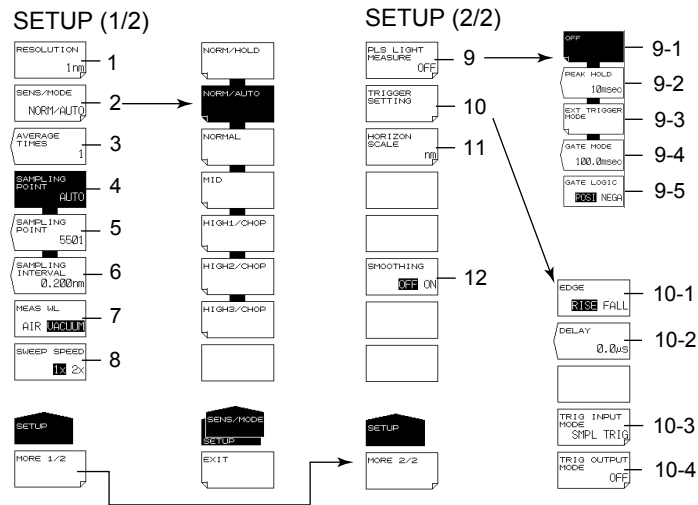 SETUP (1/2)
RESOLUTION
1nm
1
SENS/MODE
NORM/AUTO
2
AVERAGE
TIMES
1
3
SAMPLING
POINT
AUTO
4
SAMPLING
POINT
5501
5
SAMPLING
INTERVAL
0.200nm
6
MEAS WL
AIR VACUUM
7
SWEEP SPEED
1x 2x
8
SETUP
MORE 1/2
NORM/HOLD
NORM/AUTO
NORMAL
MID
HIGH1/CHOP
HIGH2/CHOP
HIGH3/CHOP
SENS/MODE
SETUP
EXIT
SETUP (2/2)
PLS LIGHT
MEASURE
OFF
9
TRIGGER
SETTING
10
HORIZON
SCALE
nm
11
SMOOTHING
OFF ON
12
SETUP
MORE 2/2
OFF
9-1
PEAK HOLD
10msec
9-2
EXT TRIGGER
MODE
9-3
GATE MODE
100.0msec
9-4
GATE LOGIC
POSI NEGA
9-5
EDGE
RISE FALL
10-1
DELAY
0.0µs
10-2
TRIG INPUT
MODE
SMPL TRIG
10-3
TRIG OUTPUT
MODE
OFF
10-4